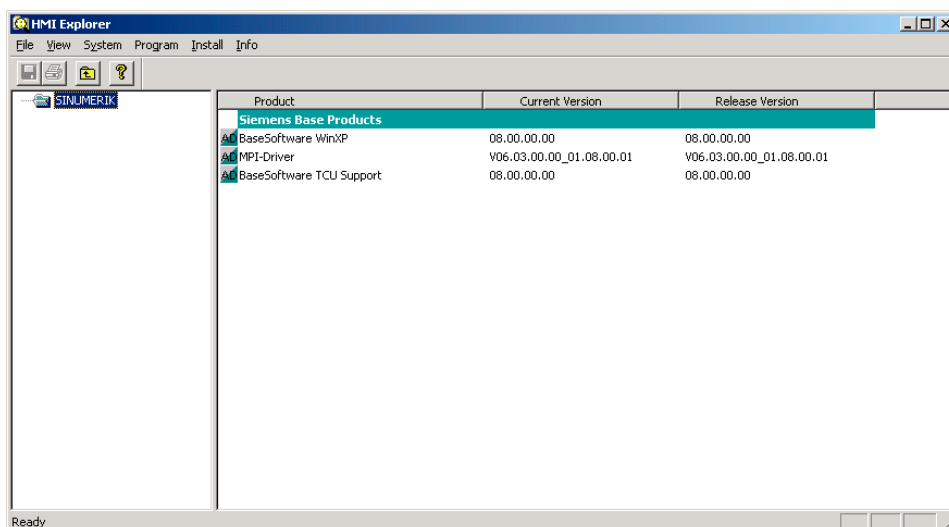 HMI Explorer
File View System Program Install Info
SINUMERIK
Product Current Version Release Version
Siemens Base Products
AD BaseSoftware WinXP 08.00.00.00 08.00.00.00
AD MPI-Driver V06.03.00.00_01.08.00.01 V06.03.00.00_01.08.00.01
AD BaseSoftware TCU Support 08.00.00.00 08.00.00.00
Ready